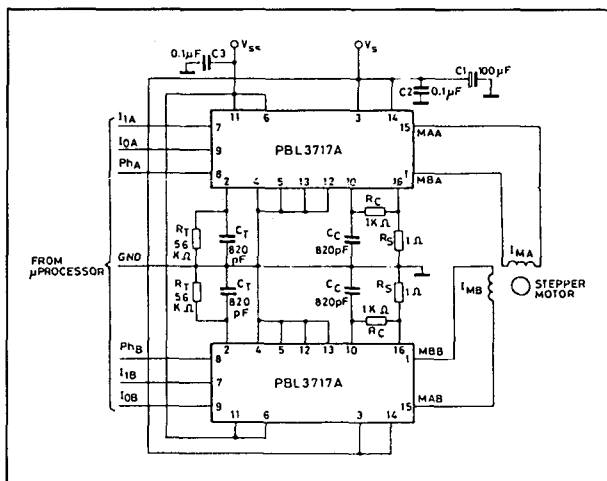 Vss
Vs
0.1µF C3
C1 100µF
C2 0.1µF
11 6 3 14
I1A 7
15 MAA
I0A 9
PBL3717A
PhA 8
1 MBA
2 4 5 13 12 10 16
RC
1KΩ
RT
56
KΩ
CT
820
pF
CC
820pF
RS
1Ω
IMA
FROM
µPROCESSOR
GND
RT
56
KΩ
CT
820
pF
CC
820pF
RS
1Ω
1KΩ
RC
IMB
STEPPER
MOTOR
2 4 5 12 13 10 16
PhB 8
1 MBB
I1B 7
PBL3717A
I0B 9
15 MAB
11 6 3 14